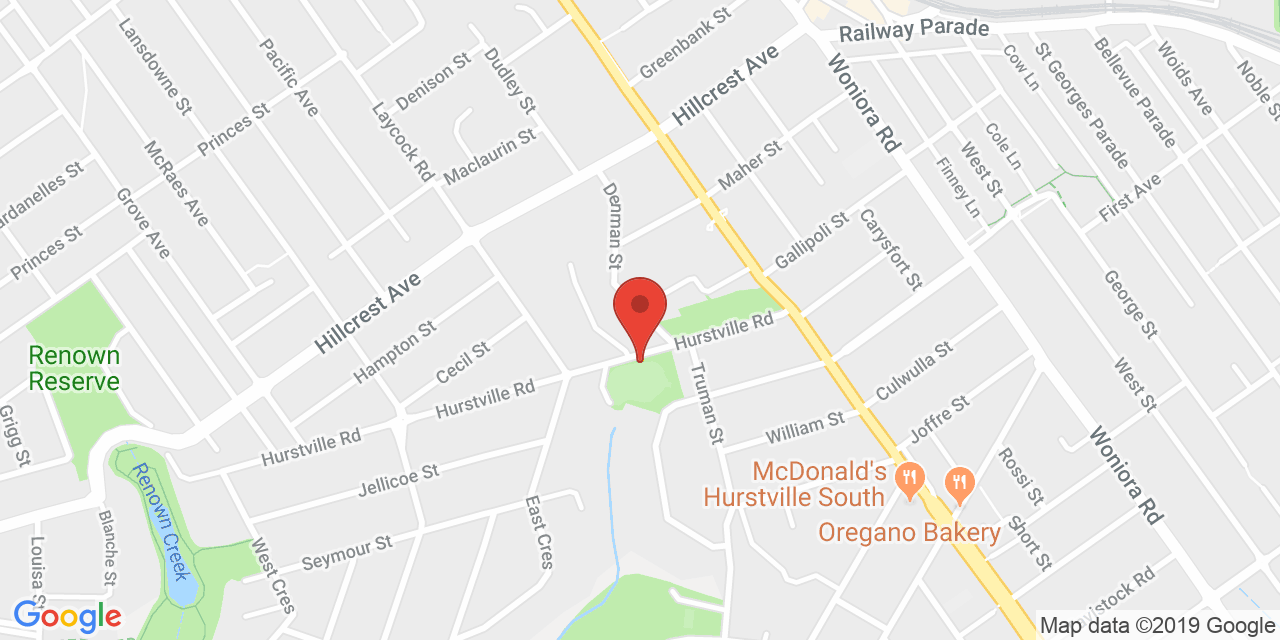 Lansdowne St
Pacific Ave
Greenbank St
Railway Parade
Cow Ln
St Georges Parade
Bellevue Parade
Woids Ave
Noble St
Denison St
Dudley St
Hillcrest Ave
Woniora Rd
Princes St
Laycock Rd
Maclaurin St
McRaes Ave
Maher St
Cole Ln
West St
Finney Ln
First Ave
Grove Ave
Denman St
Gallipoli St
Carysfort St
Princes St
Hillcrest Ave
George St
Hurstville Rd
Renown
Reserve
Hampton St
Cecil St
Hurstville Rd
Truman St
Culwulla St
West St
Grigg St
Hurstville Rd
William St
Joffre St
Woniora Rd
Jellicoe St
McDonald's
Hurstville South
Rossi St
Renown Creek
Oregano Bakery
Short St
East Cres
Blanche St
Seymour St
Louisa St
West Cres
Google
Map data ©2019 Google